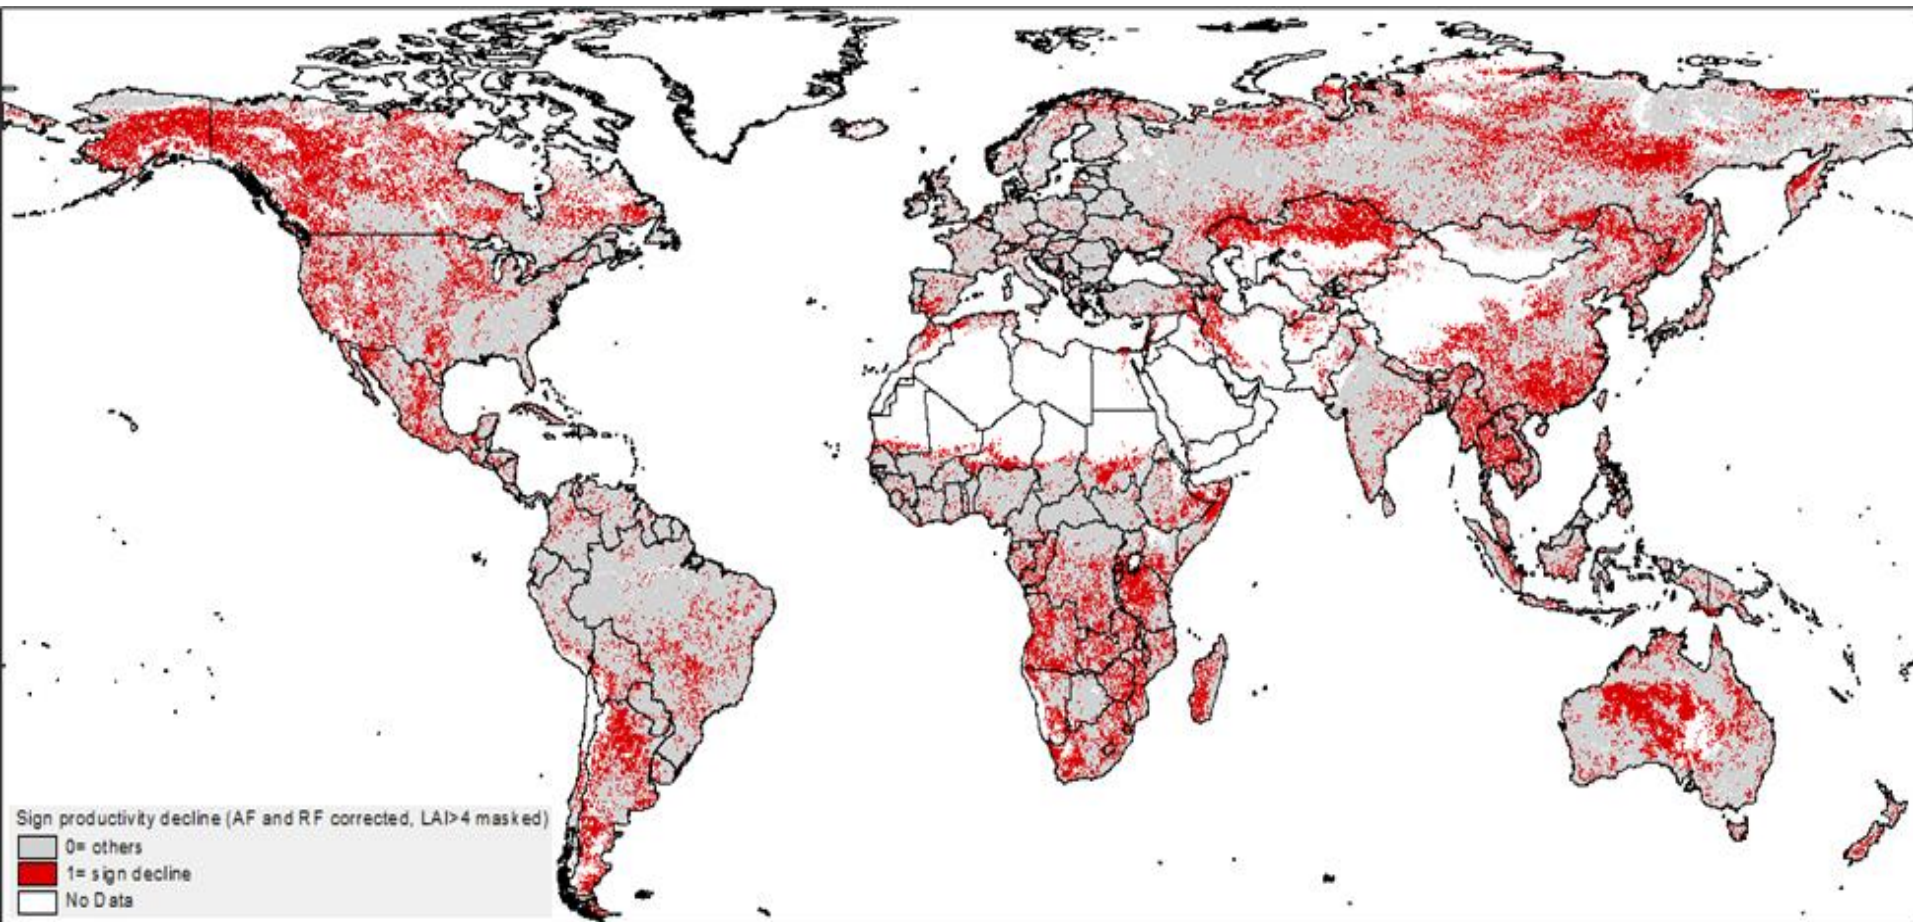 Sign productivity decline (AF and RF corrected, LAI>4 masked)
0= others
1= sign decline
No Data